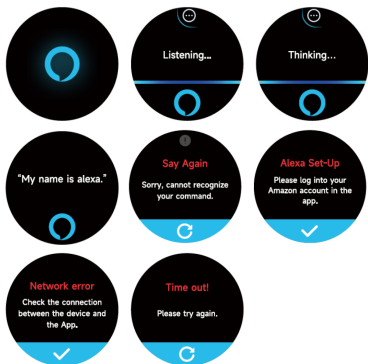 Listening...
Thinking...
“My name is alexa.”
Say Again
Sorry, cannot recognize
your command.
Alexa Set-Up
Please log into your
Amazon account in the
app.
Network error
Check the connection
between the device and
the App.
Time out!
Please try again.